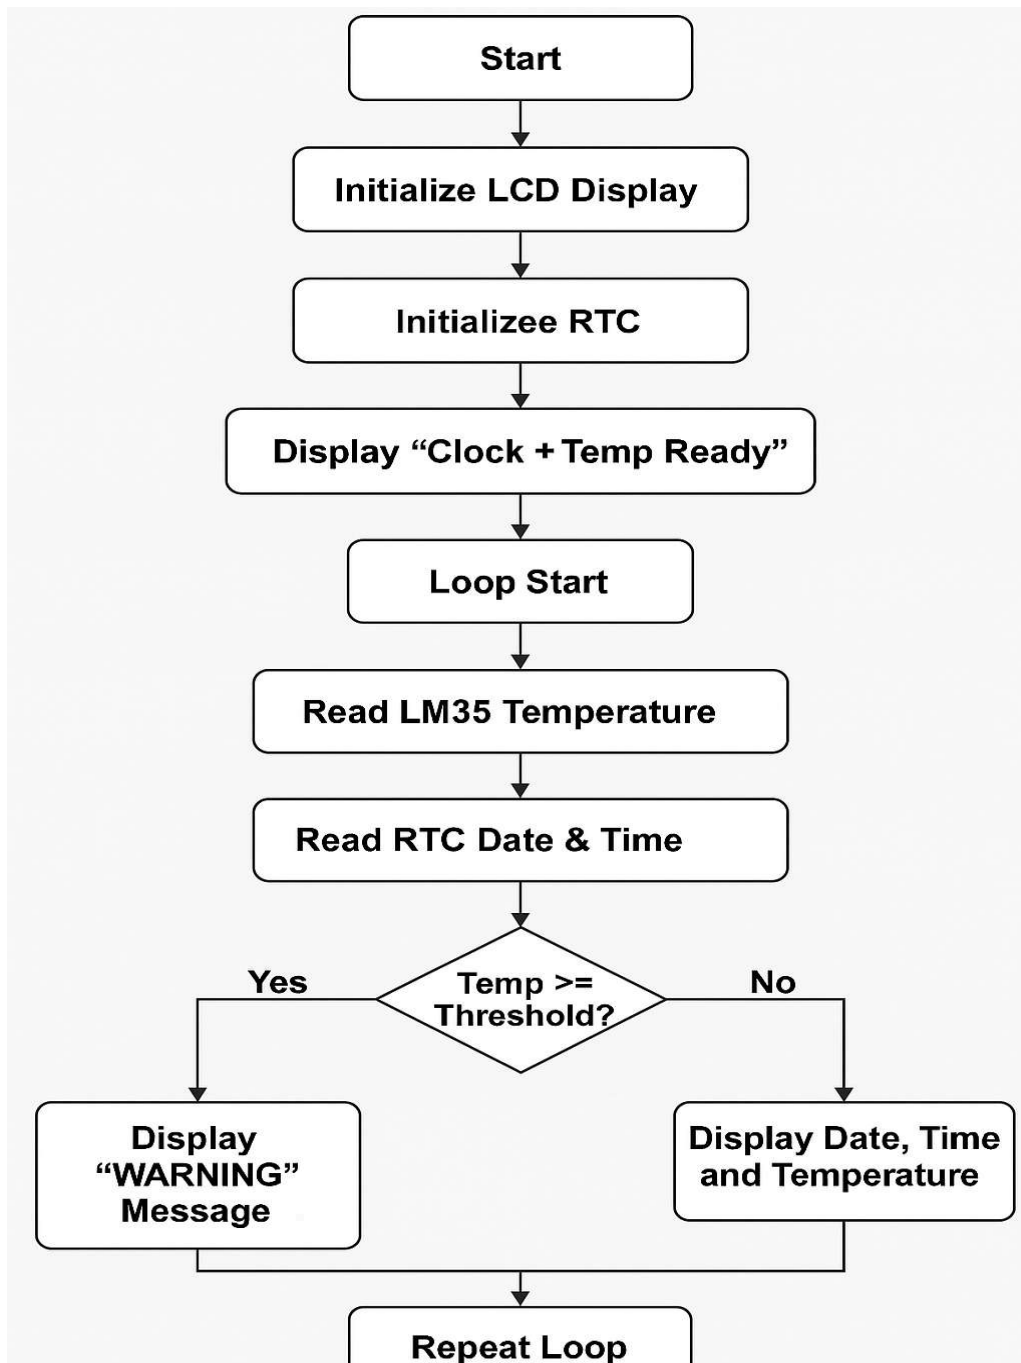 Start
Initialize LCD Display
Initializee RTC
Display “Clock + Temp Ready”
Loop Start
Read LM35 Temperature
Read RTC Date & Time
Yes
Temp >=
Threshold?
No
Display
“WARNING”
Message
Display Date, Time
and Temperature
Repeat Loop